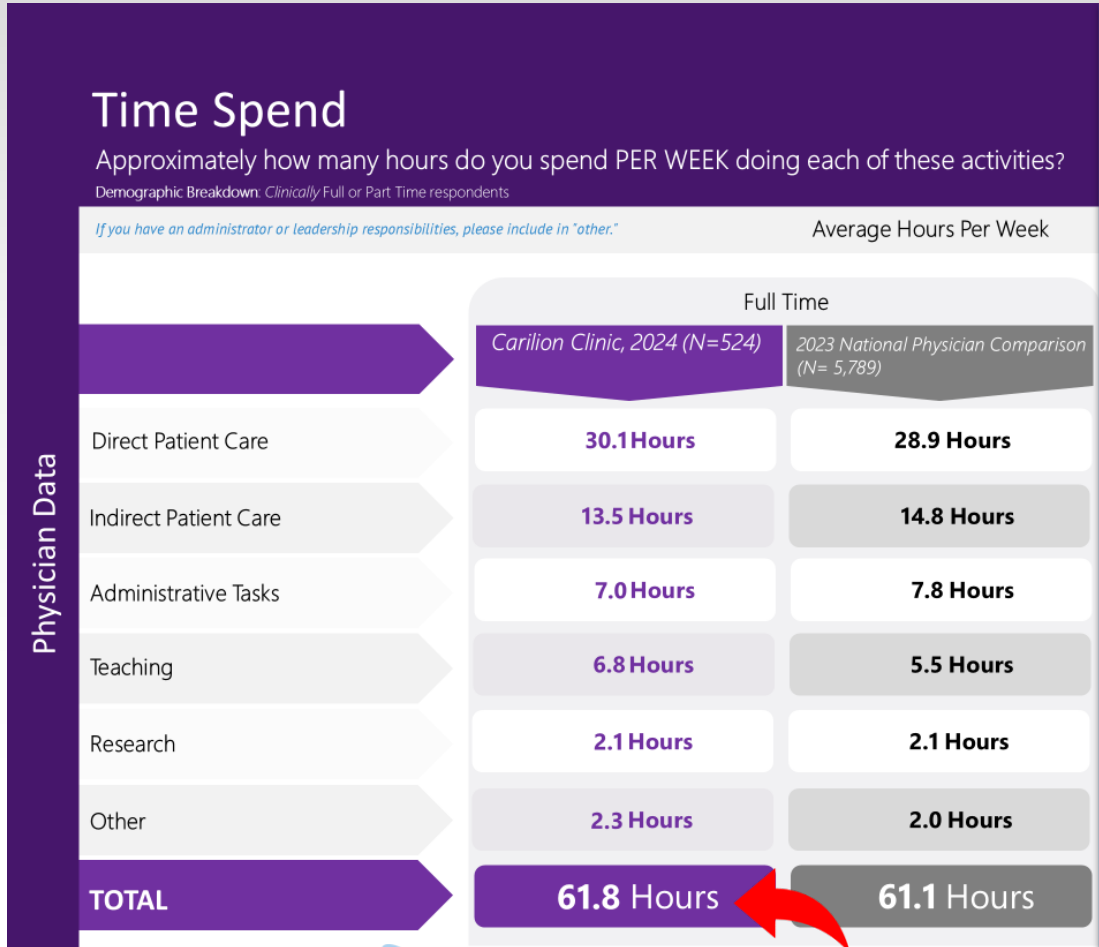 Time Spend
Approximately how many hours do you spend PER WEEK doing each of these activities?
Demographic Breakdown: Clinically Full or Part Time respondents
If you have an administrator or leadership responsibilities, please include in "other."
Average Hours Per Week
Physician Data
Full Time
Carilion Clinic, 2024 (N=524)
2023 National Physician Comparison
(N= 5,789)
Direct Patient Care 30.1Hours 28.9 Hours
Indirect Patient Care 13.5 Hours 14.8 Hours
Administrative Tasks 7.0 Hours 7.8 Hours
Teaching 6.8 Hours 5.5 Hours
Research 2.1 Hours 2.1 Hours
Other 2.3 Hours 2.0 Hours
TOTAL 61.8 Hours 61.1 Hours